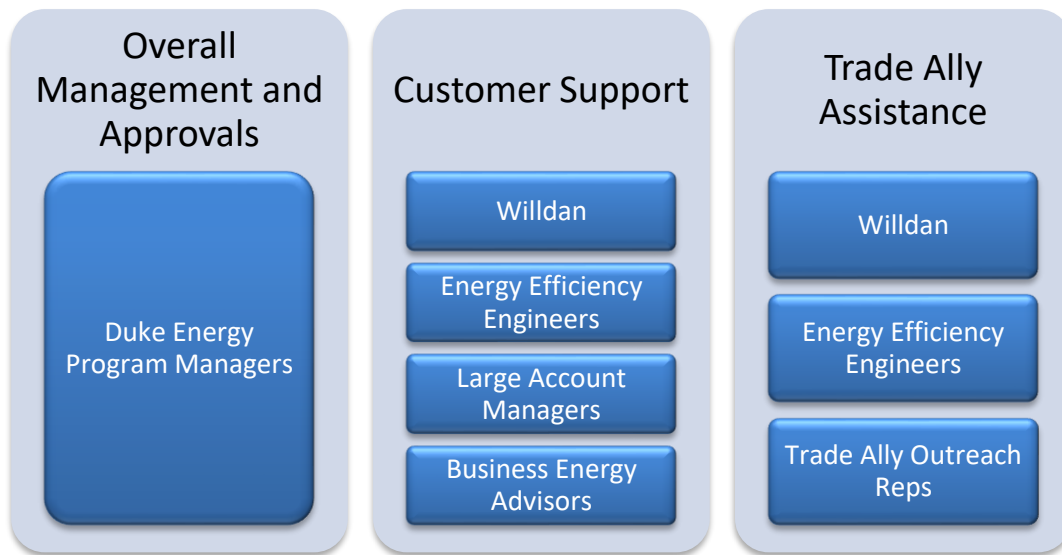 Overall
Management and
Approvals
Duke Energy
Program Managers
Customer Support
Willdan
Energy Efficiency
Engineers
Large Account
Managers
Business Energy
Advisors
Trade Ally
Assistance
Willdan
Energy Efficiency
Engineers
Trade Ally Outreach
Reps